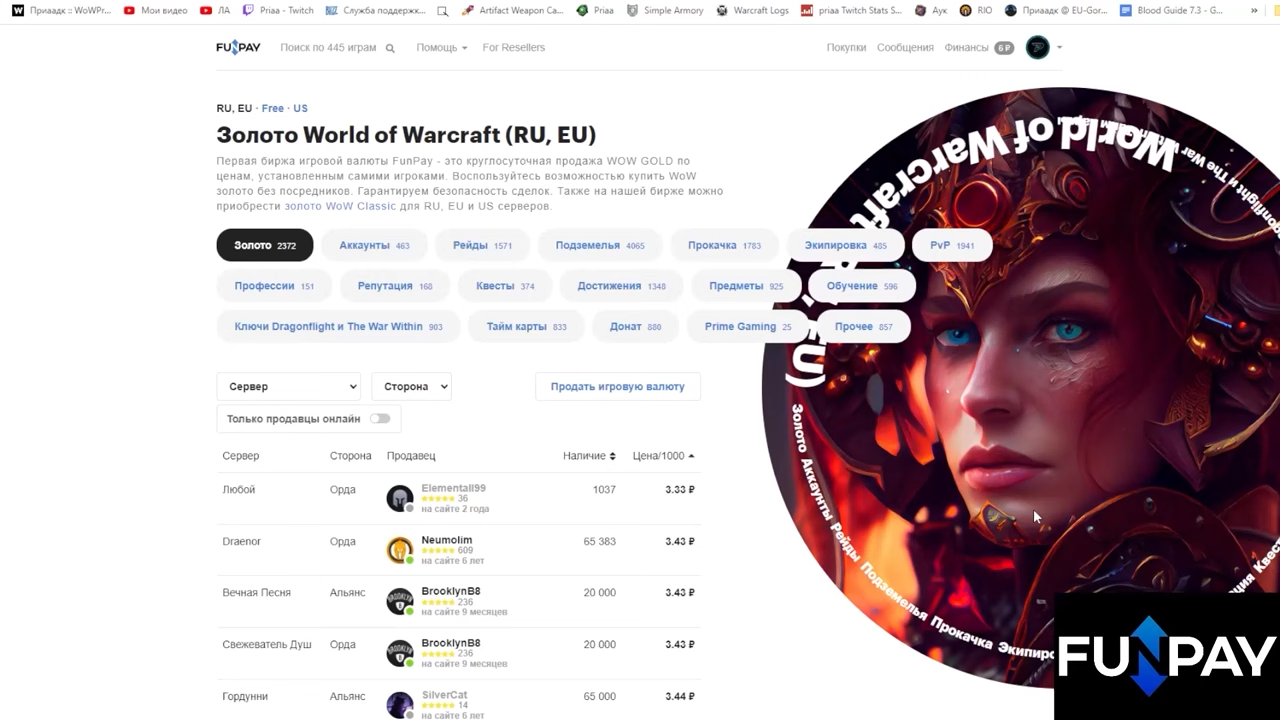 Приаадк :: WoWPr...
Мои видео
ЛА
Priaa - Twitch
Служба поддержк...
Artifact Weapon Ca...
Priaa
Simple Armory
Warcraft Logs
priaa Twitch Stats S...
Аук
RIO
Приаадк @ EU-Gor...
Blood Guide 7.3 - G...
»
FUNPAY
Поиск по 445 играм
Помощь
For Resellers
Покупки
Сообщения
Финансы 6 ₽
RU, EU · Free · US
Золото World of Warcraft (RU, EU)
Первая биржа игровой валюты FunPay - это круглосуточная продажа WOW GOLD по
ценам, установленным самими игроками. Воспользуйтесь возможностью купить WoW
золото без посредников. Гарантируем безопасность сделок. Также на нашей бирже можно
приобрести золото WoW Classic для RU, EU и US серверов.
Золото 2372
Аккаунты 463
Рейды 1571
Подземелья 4065
Прокачка 1783
Экипировка 485
PvP 1941
Профессии 151
Репутация 168
Квесты 374
Достижения 1348
Предметы 925
Обучение 596
Ключи Dragonflight и The War Within 903
Тайм карты 833
Донат 880
Prime Gaming 25
Прочее 857
Сервер
Сторона
Продать игровую валюту
Только продавцы онлайн
Сервер Сторона Продавец Наличие Цена/1000
Любой Орда Elementall99 1037 3.33 ₽
36
на сайте 2 года
Draenor Орда Neumolim 65 383 3.43 ₽
609
на сайте 6 лет
Вечная Песня Альянс BrooklynB8 20 000 3.43 ₽
236
на сайте 9 месяцев
Свежеватель Душ Орда BrooklynB8 20 000 3.43 ₽
236
на сайте 9 месяцев
Гордунни Альянс SilverCat 65 000 3.44 ₽
14
на сайте 6 лет
World of Warcraft
EU)
Золото Аккаунты Рейды Подземелья Прокачка Экипиро
FUNPAY